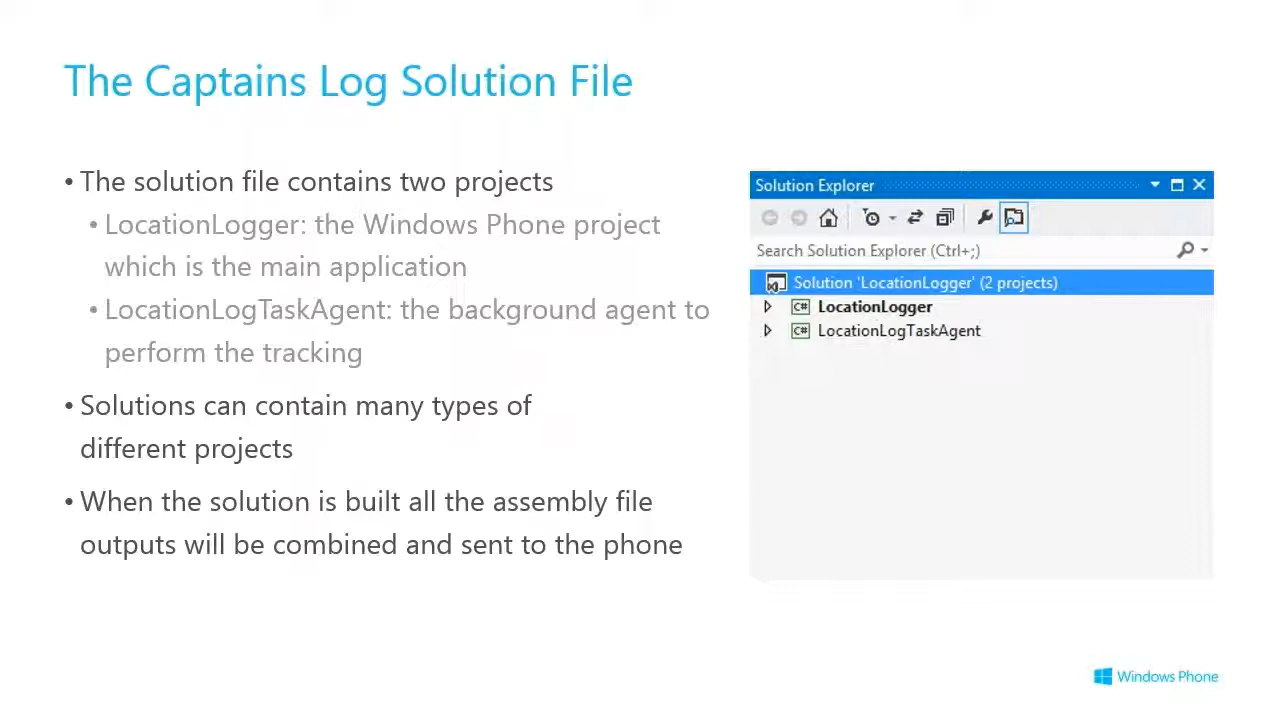 The Captains Log Solution File
• The solution file contains two projects
• LocationLogger: the Windows Phone project
which is the main application
• LocationLogTaskAgent: the background agent to
perform the tracking
• Solutions can contain many types of
different projects
• When the solution is built all the assembly file
outputs will be combined and sent to the phone
Solution Explorer
Search Solution Explorer (Ctrl+;)
Solution 'LocationLogger' (2 projects)
C# LocationLogger
C# LocationLogTaskAgent
Windows Phone